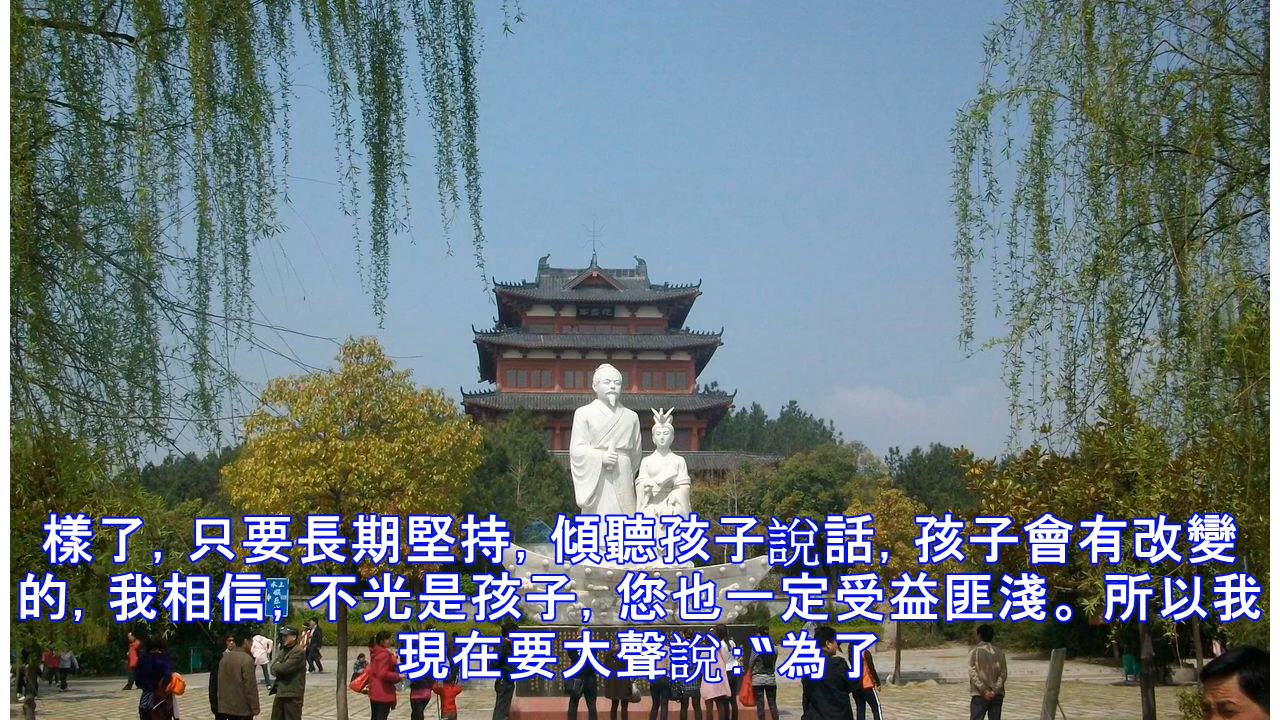 樣了, 只要長期堅持, 傾聽孩子說話, 孩子會有改變
的, 我相信, 不光是孩子, 您也一定受益匪淺。所以我
現在要大聲說:“為了